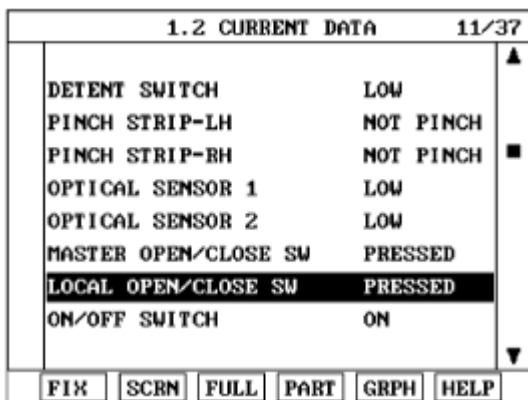 1.2 CURRENT DATA 11/37
DETENT SWITCH LOW
PINCH STRIP-LH NOT PINCH
PINCH STRIP-RH NOT PINCH
OPTICAL SENSOR 1 LOW
OPTICAL SENSOR 2 LOW
MASTER OPEN/CLOSE SW PRESSED
LOCAL OPEN/CLOSE SW PRESSED
ON/OFF SWITCH ON
FIX SCRN FULL PART GRPH HELP